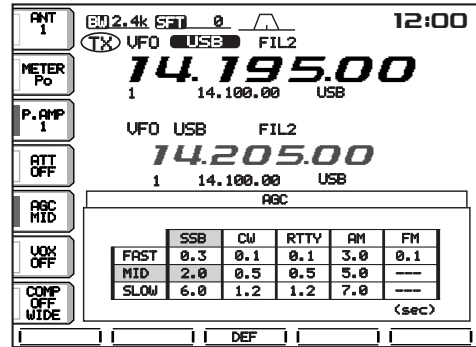 ANT
1
BW 2.4k SFT 0
12:00
METER
Po
TX VFO USB FIL2
14.195.00
1 14.100.00 USB
P.AMP
1
VFO USB FIL2
14.205.00
1 14.100.00 USB
ATT
OFF
AGC
MID
AGC
SSB CW RTTY AM FM
FAST 0.3 0.1 0.1 3.0 0.1
MID 2.0 0.5 0.5 5.0 ---
SLOW 6.0 1.2 1.2 7.0 ---
(sec)
VOX
OFF
COMP
OFF
WIDE
DEF